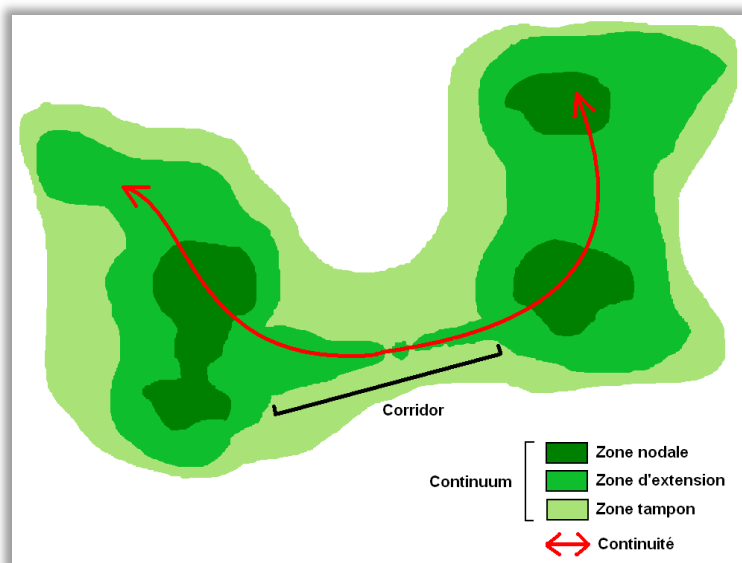 Corridor
Continuum
Zone nodale
Zone d'extension
Zone tampon
Continuité